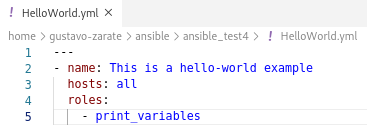 ! HelloWorld.yml ×
home > gustavo-zarate > ansible > ansible_test4 > ! HelloWorld.yml
1 ---
2 - name: This is a hello-world example
3   hosts: all
4   roles:
5     - print_variables